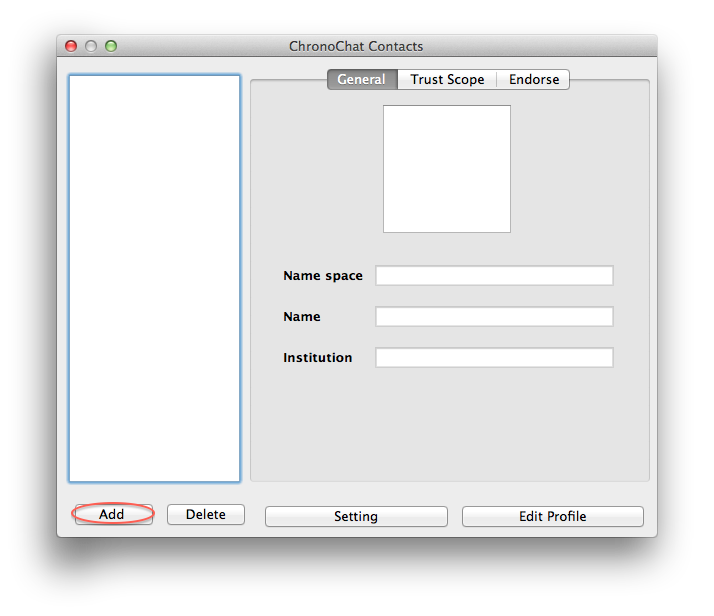 ChronoChat Contacts
General Trust Scope Endorse
Name space
Name
Institution
Add Delete Setting Edit Profile